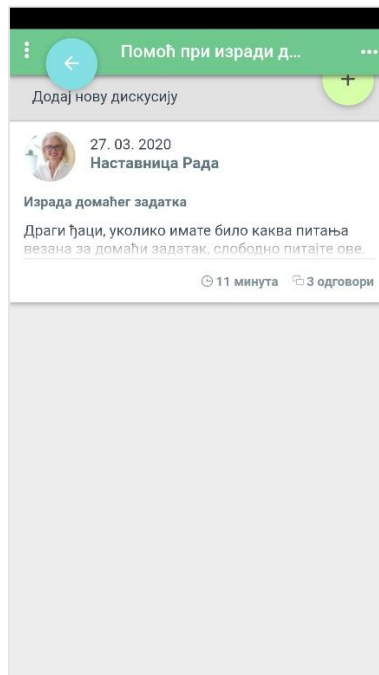 Помоћ при изради д...
Додај нову дискусију
27. 03. 2020
Наставница Рада
Израда домаћег задатка
Драги ђаци, уколико имате било каква питања
везана за домаћи задатак, слободно питајте ове.
11 минута 3 одговори